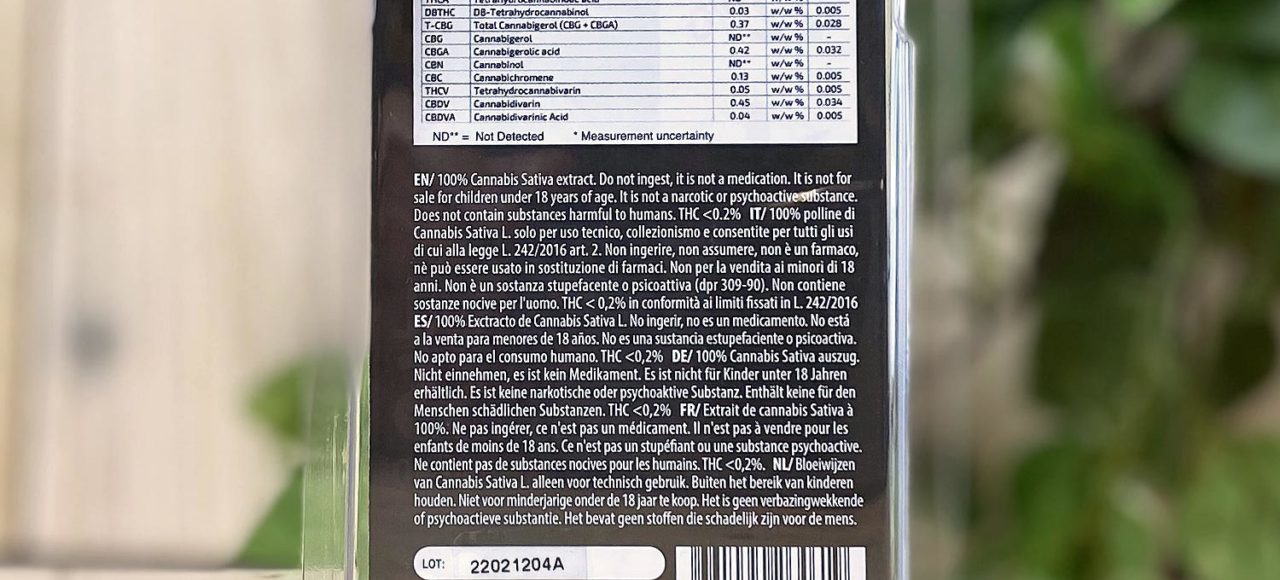 THCA Tetrahydrocannabinolic acid ND** w/w % -
D8THC D8-Tetrahydrocannabinol 0.03 w/w % 0.005
T-CBG Total Cannabigerol (CBG + CBGA) 0.37 w/w % 0.028
CBG Cannabigerol ND** w/w % -
CBGA Cannabigerolic acid 0.42 w/w % 0.032
CBN Cannabinol ND** w/w % -
CBC Cannabichromene 0.13 w/w % 0.005
THCV Tetrahydrocannabivarin 0.05 w/w % 0.005
CBDV Cannabidivarin 0.45 w/w % 0.034
CBDVA Cannabidivarinic Acid 0.04 w/w % 0.005
ND** = Not Detected * Measurement uncertainty
EN/ 100% Cannabis Sativa extract. Do not ingest, it is not a medication. It is not for
sale for children under 18 years of age. It is not a narcotic or psychoactive substance.
Does not contain substances harmful to humans. THC <0.2% IT/ 100% polline di
Cannabis Sativa L. solo per uso tecnico, collezionismo e consentite per tutti gli usi
di cui alla legge L. 242/2016 art. 2. Non ingerire, non assumere, non è un farmaco,
nè può essere usato in sostituzione di farmaci. Non per la vendita ai minori di 18
anni. Non è un sostanza stupefacente o psicoattiva (dpr 309-90). Non contiene
sostanze nocive per l'uomo. THC < 0,2% in conformità ai limiti fissati in L. 242/2016
ES/ 100% Exctracto de Cannabis Sativa L. No ingerir, no es un medicamento. No está
a la venta para menores de 18 años. No es una sustancia estupefaciente o psicoactiva.
No apto para el consumo humano. THC <0,2% DE/ 100% Cannabis Sativa auszug.
Nicht einnehmen, es ist kein Medikament. Es ist nicht für Kinder unter 18 Jahren
erhältlich. Es ist keine narkotische oder psychoaktive Substanz. Enthält keine für den
Menschen schädlichen Substanzen. THC <0,2% FR/ Extrait de cannabis Sativa à
100%. Ne pas ingérer, ce n'est pas un médicament. Il n'est pas à vendre pour les
enfants de moins de 18 ans. Ce n'est pas un stupéfiant ou une substance psychoactive.
Ne contient pas de substances nocives pour les humains. THC <0,2%. NL/ Bloeiwijzen
van Cannabis Sativa L. alleen voor technisch gebruik. Buiten het bereik van kinderen
houden. Niet voor minderjarige onder de 18 jaar te koop. Het is geen verbazingwekkende
of psychoactieve substantie. Het bevat geen stoffen die schadelijk zijn voor de mens.
LOT: 22021204A